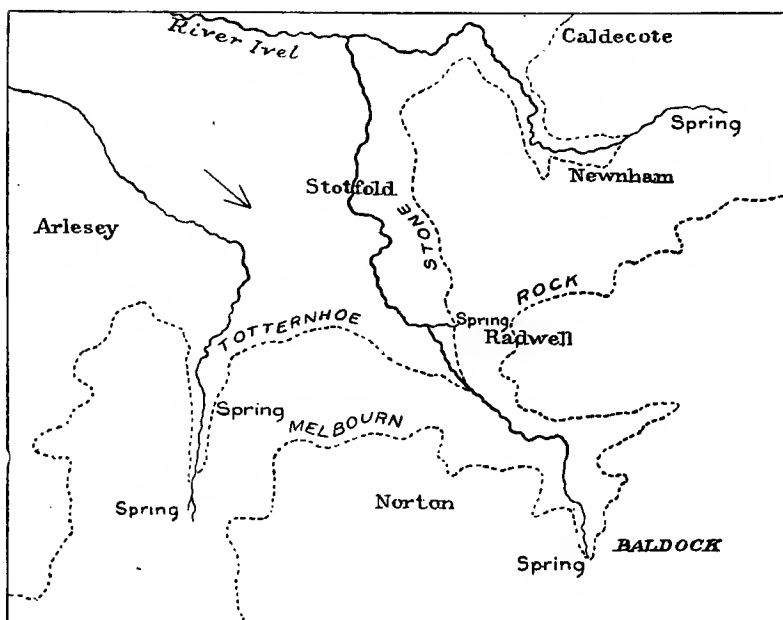 River Ivel
Caldecote
Spring
Newnham
Stotfold
Arlesey
STONE
ROCK
Spring
Radwell
TOTTERNHOE
Spring
MELBOURN
Spring
Norton
BALDOCK
Spring